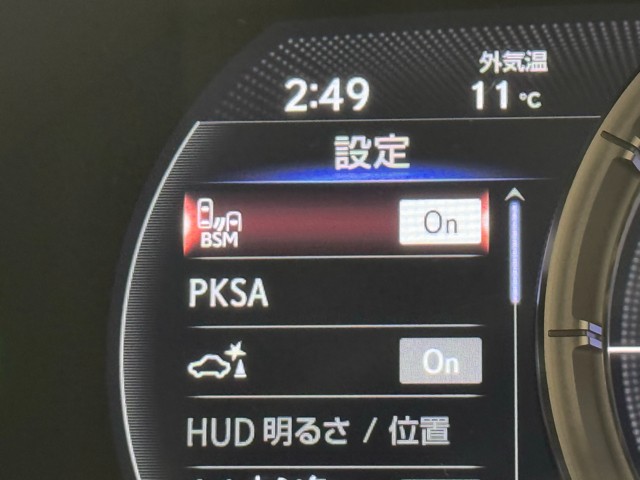 外気温
2:49 11℃
設定
BSM On
PKSA
On
HUD 明るさ / 位置